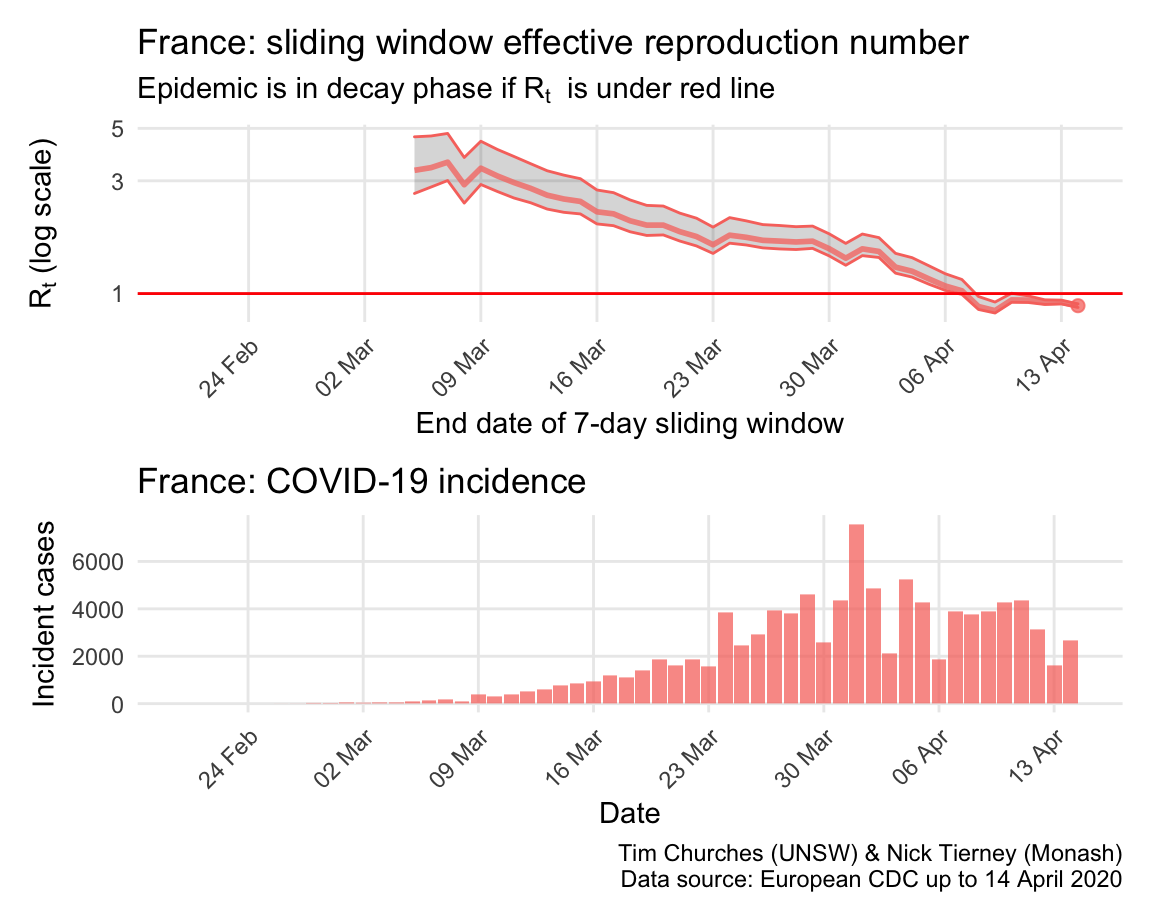 France: sliding window effective reproduction number
Epidemic is in decay phase if Rt is under red line
Rt (log scale)
5
3
1
24 Feb
02 Mar
09 Mar
16 Mar
23 Mar
30 Mar
06 Apr
13 Apr
End date of 7-day sliding window
France: COVID-19 incidence
Incident cases
6000
4000
2000
0
24 Feb
02 Mar
09 Mar
16 Mar
23 Mar
30 Mar
06 Apr
13 Apr
Date
Tim Churches (UNSW) & Nick Tierney (Monash)
Data source: European CDC up to 14 April 2020